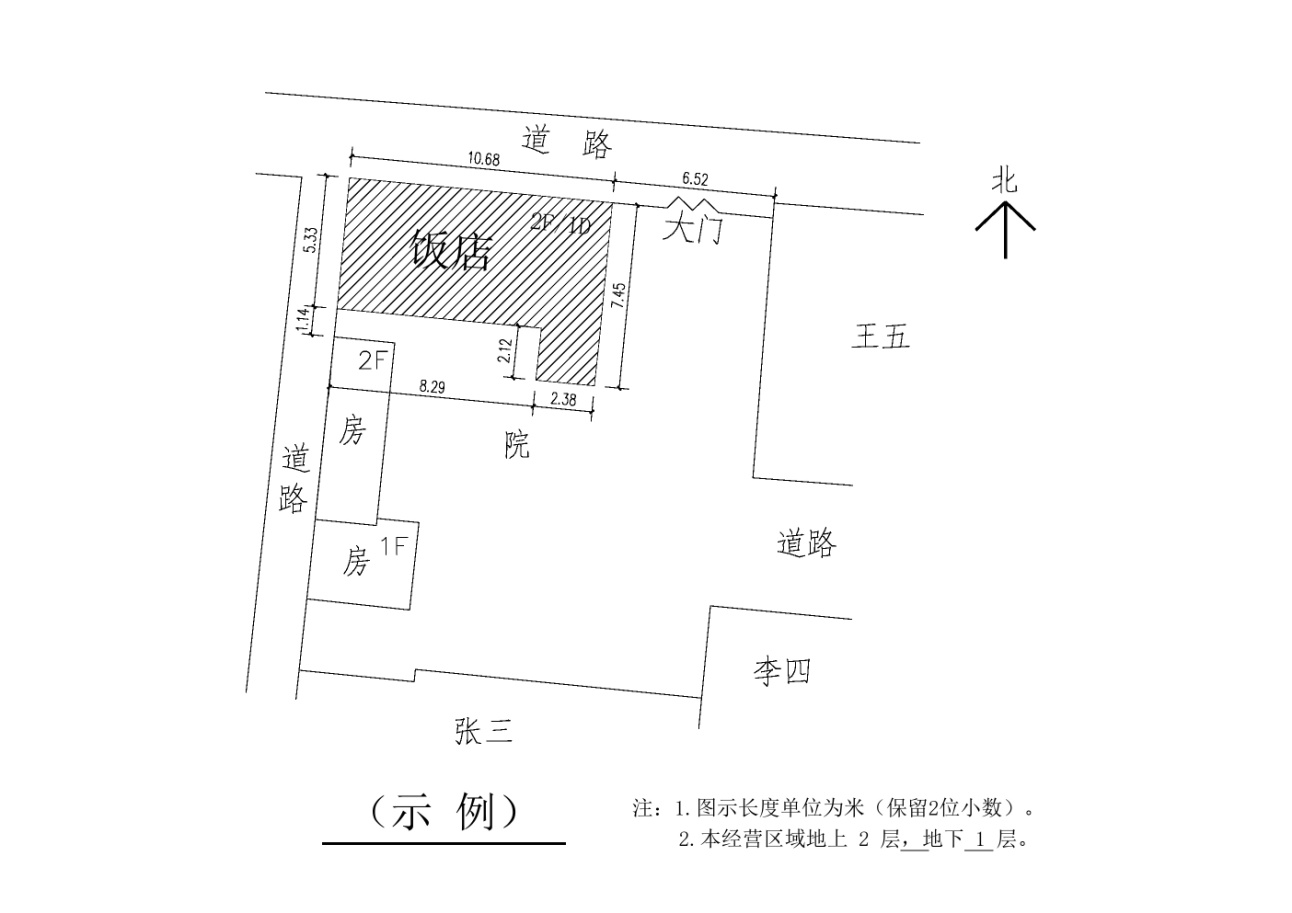 道 路
10.68
6.52
北
5.33
饭店
2F/1D
大门
7.45
1.14
2.12
王五
2F
8.29
2.38
房
院
道路
道路
房
1F
李四
张三
（示 例）
注：1.图示长度单位为米（保留2位小数）。
2.本经营区域地上 2 层，地下 1 层。